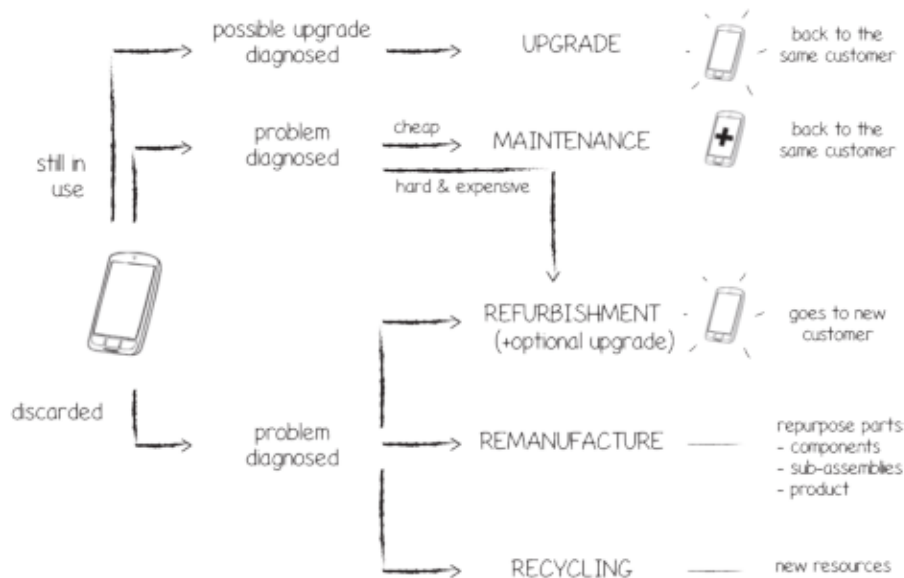 possible upgrade
diagnosed
UPGRADE
back to the
same customer
still in
use
problem
diagnosed
cheap
MAINTENANCE
back to the
same customer
hard & expensive
REFURBISHMENT
(+optional upgrade)
goes to new
customer
discarded
problem
diagnosed
REMANUFACTURE
repurpose parts:
- components
- sub-assemblies
- product
RECYCLING
new resources